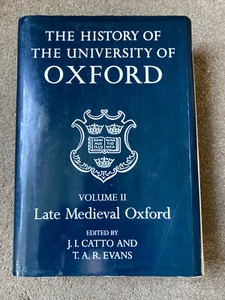 THE HISTORY OF
THE UNIVERSITY OF
OXFORD
VOLUME II
Late Medieval Oxford
EDITED BY
J. I. CATTO AND
T. A. R. EVANS